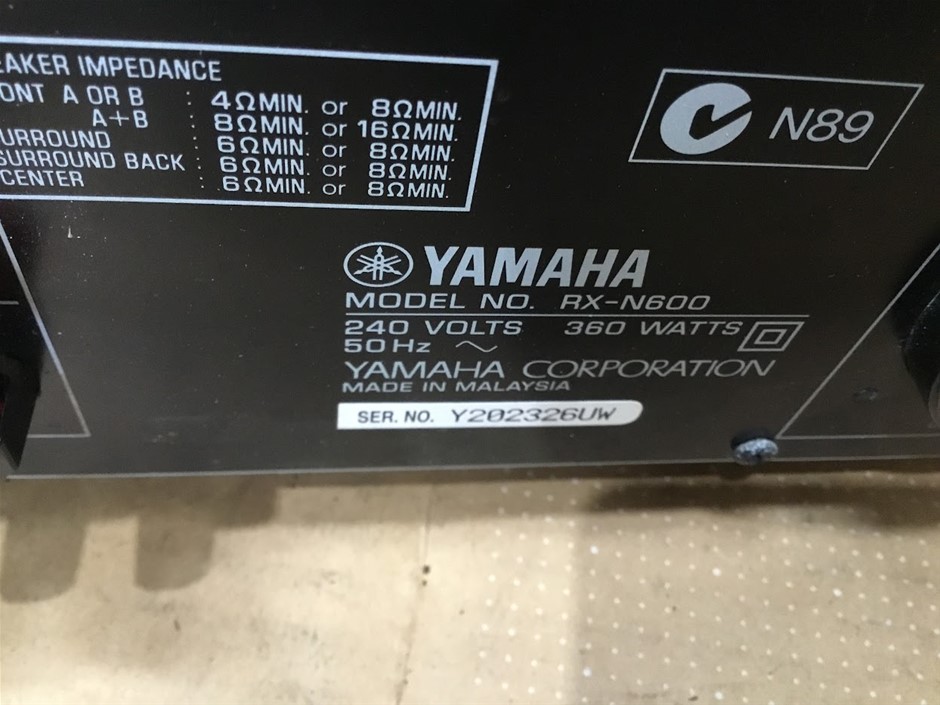 EAKER IMPEDANCE
ONT A OR B : 4ΩMIN. or 8ΩMIN.
A+B : 8ΩMIN. or 16ΩMIN.
URROUND : 6ΩMIN. or 8ΩMIN.
SURROUND BACK : 6ΩMIN. or 8ΩMIN.
CENTER : 6ΩMIN. or 8ΩMIN.
N89
YAMAHA
MODEL NO. RX-N600
240 VOLTS 360 WATTS
50 Hz ~
YAMAHA CORPORATION
MADE IN MALAYSIA
SER. NO. Y202326UW